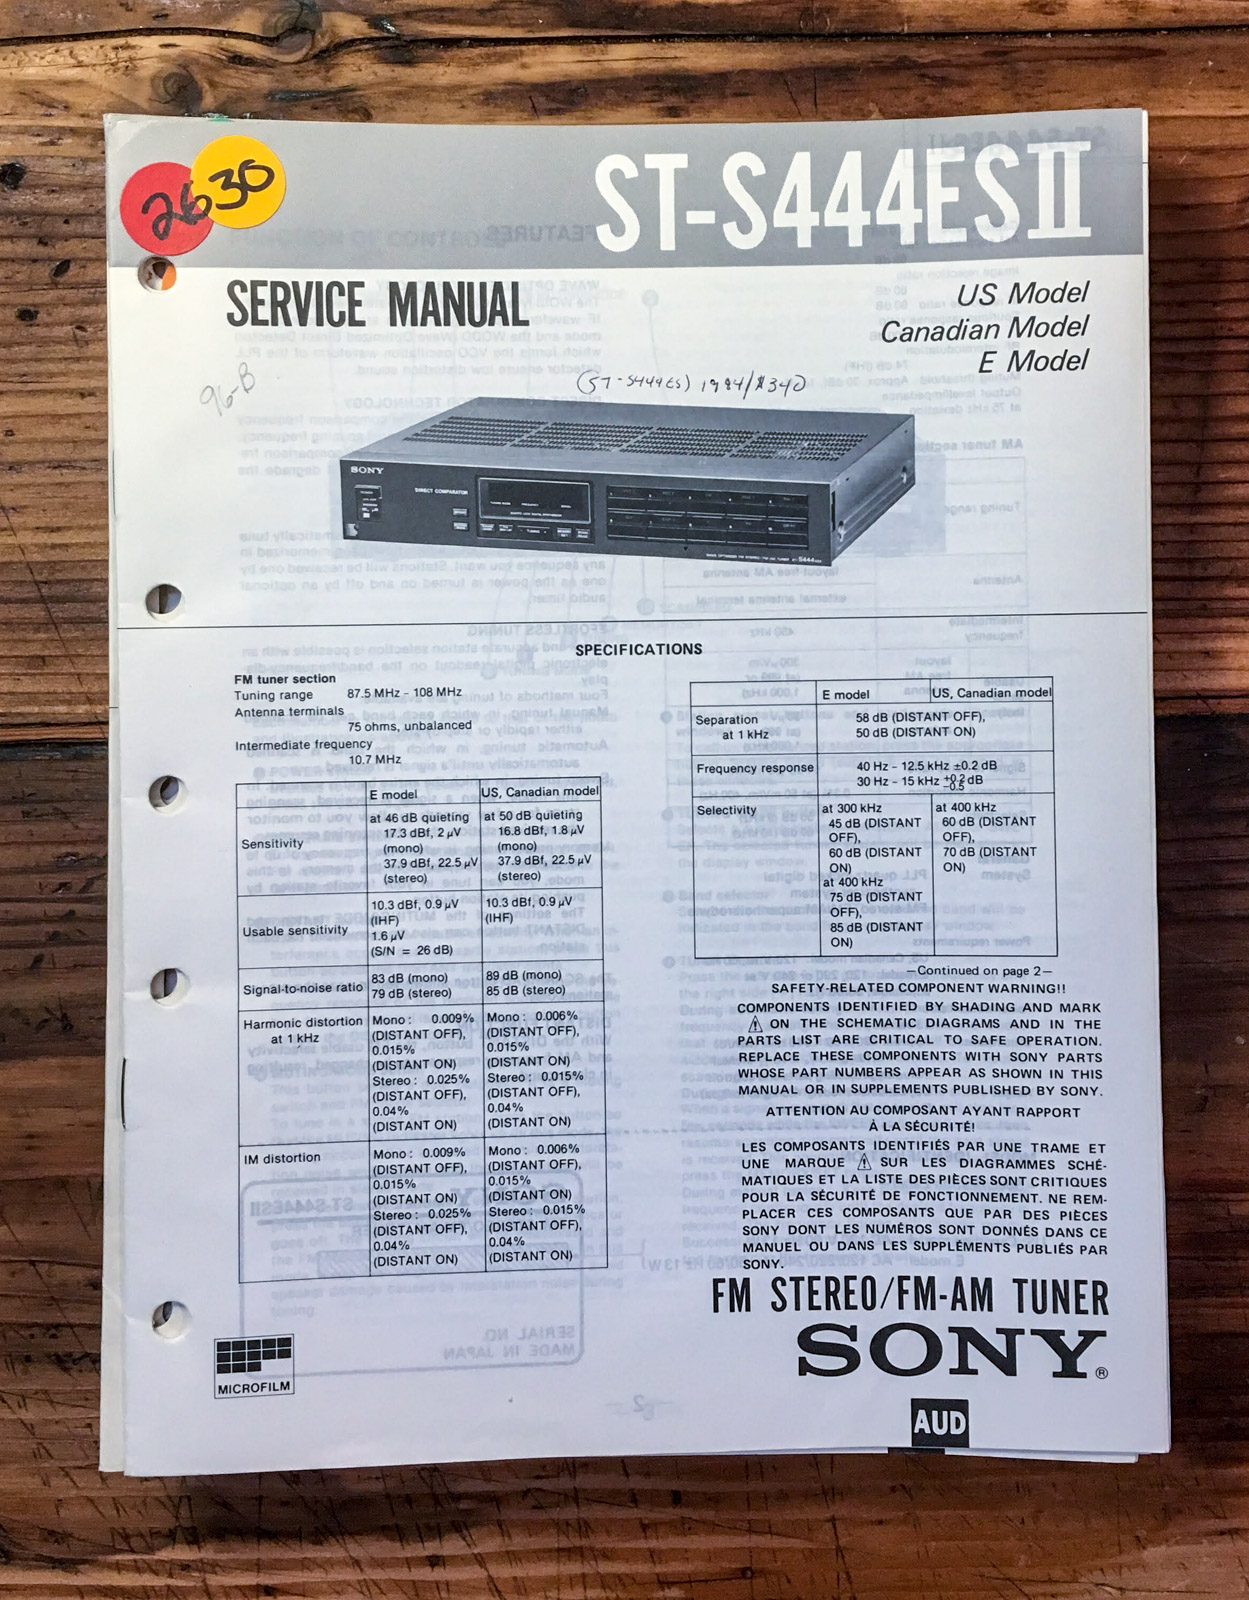 2630
ST-S444ESII
SERVICE MANUAL
US Model
Canadian Model
E Model
96-B
(ST-S444ES) 1984/$340
SONY
DIRECT COMPARATOR
SPECIFICATIONS
FM tuner section
Tuning range 87.5 MHz - 108 MHz
Antenna terminals
75 ohms, unbalanced
Intermediate frequency
10.7 MHz
E model US, Canadian model
Sensitivity
at 46 dB quieting
17.3 dBf, 2 μV
(mono)
37.9 dBf, 22.5 μV
(stereo)
at 50 dB quieting
16.8 dBf, 1.8 μV
(mono)
37.9 dBf, 22.5 μV
(stereo)
Usable sensitivity
10.3 dBf, 0.9 μV
(IHF)
1.6 μV
(S/N = 26 dB)
10.3 dBf, 0.9 μV
(IHF)
Signal-to-noise ratio
83 dB (mono)
79 dB (stereo)
89 dB (mono)
85 dB (stereo)
Harmonic distortion
at 1 kHz
Mono : 0.009%
(DISTANT OFF),
0.015%
(DISTANT ON)
Stereo : 0.025%
(DISTANT OFF),
0.04%
(DISTANT ON)
Mono : 0.006%
(DISTANT OFF),
0.015%
(DISTANT ON)
Stereo : 0.015%
(DISTANT OFF),
0.04%
(DISTANT ON)
IM distortion
Mono : 0.009%
(DISTANT OFF),
0.015%
(DISTANT ON)
Stereo : 0.025%
(DISTANT OFF),
0.04%
(DISTANT ON)
Mono : 0.006%
(DISTANT OFF),
0.015%
(DISTANT ON)
Stereo : 0.015%
(DISTANT OFF),
0.04%
(DISTANT ON)
E model US, Canadian model
Separation
at 1 kHz
58 dB (DISTANT OFF),
50 dB (DISTANT ON)
Frequency response
40 Hz - 12.5 kHz ±0.2 dB
30 Hz - 15 kHz +0.2 -0.5 dB
Selectivity
at 300 kHz
45 dB (DISTANT
OFF),
60 dB (DISTANT
ON)
at 400 kHz
75 dB (DISTANT
OFF),
85 dB (DISTANT
ON)
at 400 kHz
60 dB (DISTANT
OFF),
70 dB (DISTANT
ON)
—Continued on page 2—
SAFETY-RELATED COMPONENT WARNING!!
COMPONENTS IDENTIFIED BY SHADING AND MARK
⚠ ON THE SCHEMATIC DIAGRAMS AND IN THE
PARTS LIST ARE CRITICAL TO SAFE OPERATION.
REPLACE THESE COMPONENTS WITH SONY PARTS
WHOSE PART NUMBERS APPEAR AS SHOWN IN THIS
MANUAL OR IN SUPPLEMENTS PUBLISHED BY SONY.
ATTENTION AU COMPOSANT AYANT RAPPORT
À LA SÉCURITÉ!
LES COMPOSANTS IDENTIFIÉS PAR UNE TRAME ET
UNE MARQUE ⚠ SUR LES DIAGRAMMES SCHÉ-
MATIQUES ET LA LISTE DES PIÈCES SONT CRITIQUES
POUR LA SÉCURITÉ DE FONCTIONNEMENT. NE REM-
PLACER CES COMPOSANTS QUE PAR DES PIÈCES
SONY DONT LES NUMÉROS SONT DONNÉS DANS CE
MANUEL OU DANS LES SUPPLÉMENTS PUBLIÉS PAR
SONY.
FM STEREO/FM-AM TUNER
SONY®
MICROFILM
AUD